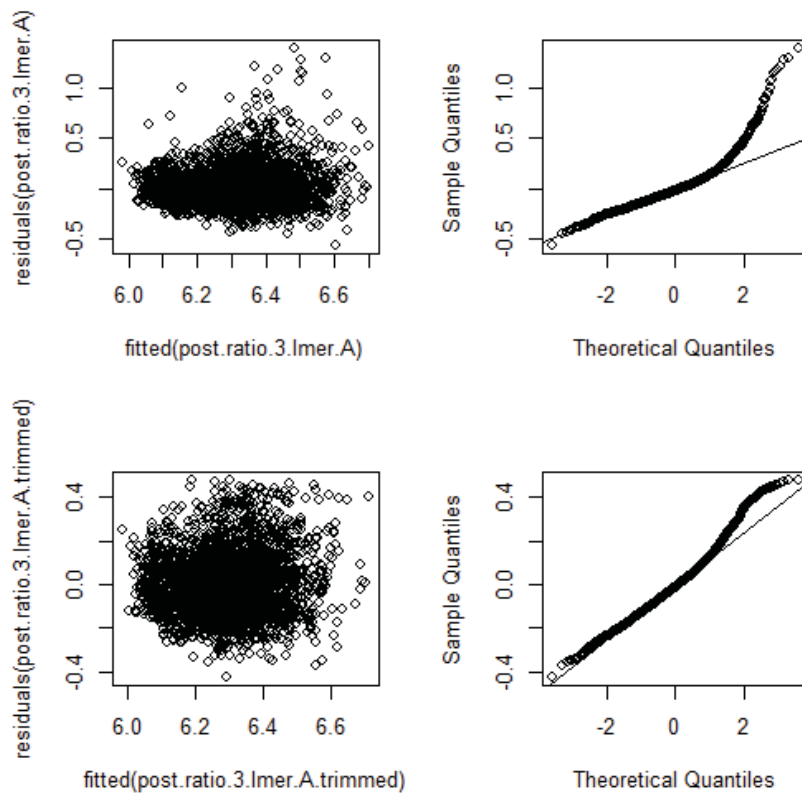 residuals(post.ratio.3.lmer.A)
1.0
0.5
-0.5
6.0 6.2 6.4 6.6
fitted(post.ratio.3.lmer.A)
Sample Quantiles
1.0
0.5
-0.5
-2 0 2
Theoretical Quantiles
residuals(post.ratio.3.lmer.A.trimmed)
0.4
0.0
-0.4
6.0 6.2 6.4 6.6
fitted(post.ratio.3.lmer.A.trimmed)
Sample Quantiles
0.4
0.0
-0.4
-2 0 2
Theoretical Quantiles